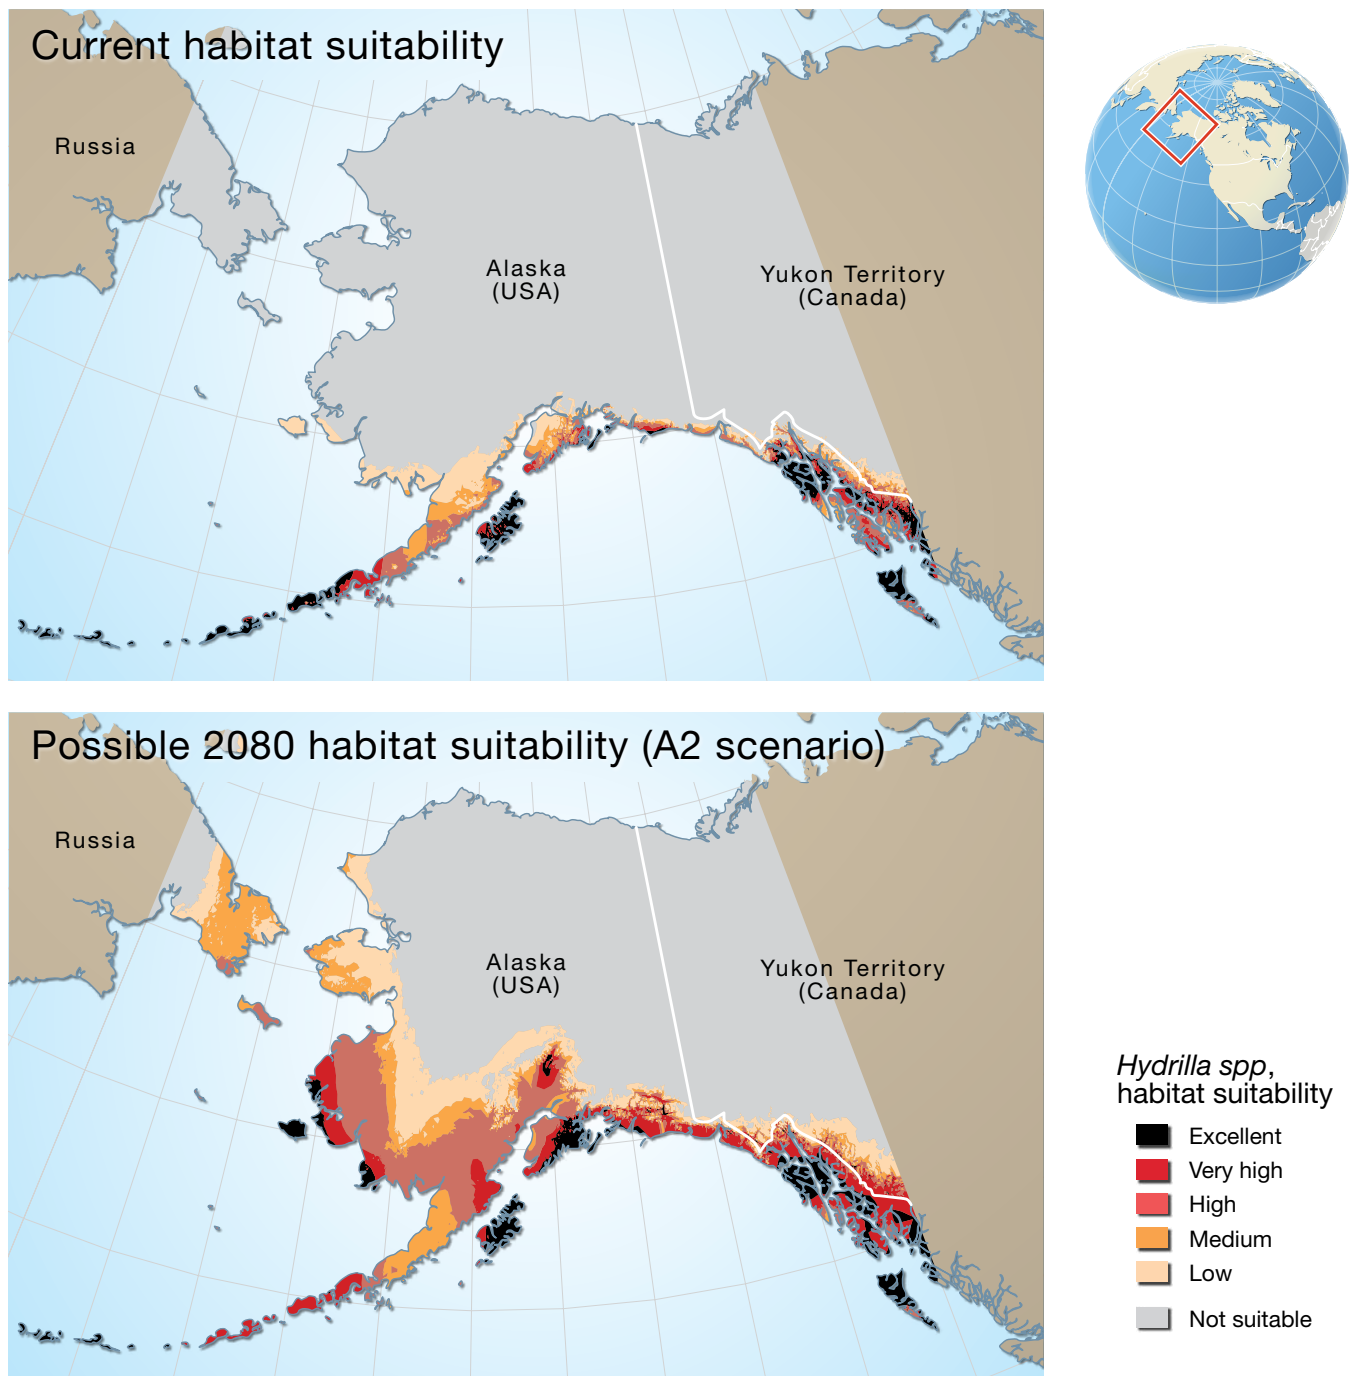 Current habitat suitability
Russia
Alaska
(USA)
Yukon Territory
(Canada)
Possible 2080 habitat suitability (A2 scenario)
Russia
Alaska
(USA)
Yukon Territory
(Canada)
Hydrilla spp,
habitat suitability
Excellent
Very high
High
Medium
Low
Not suitable